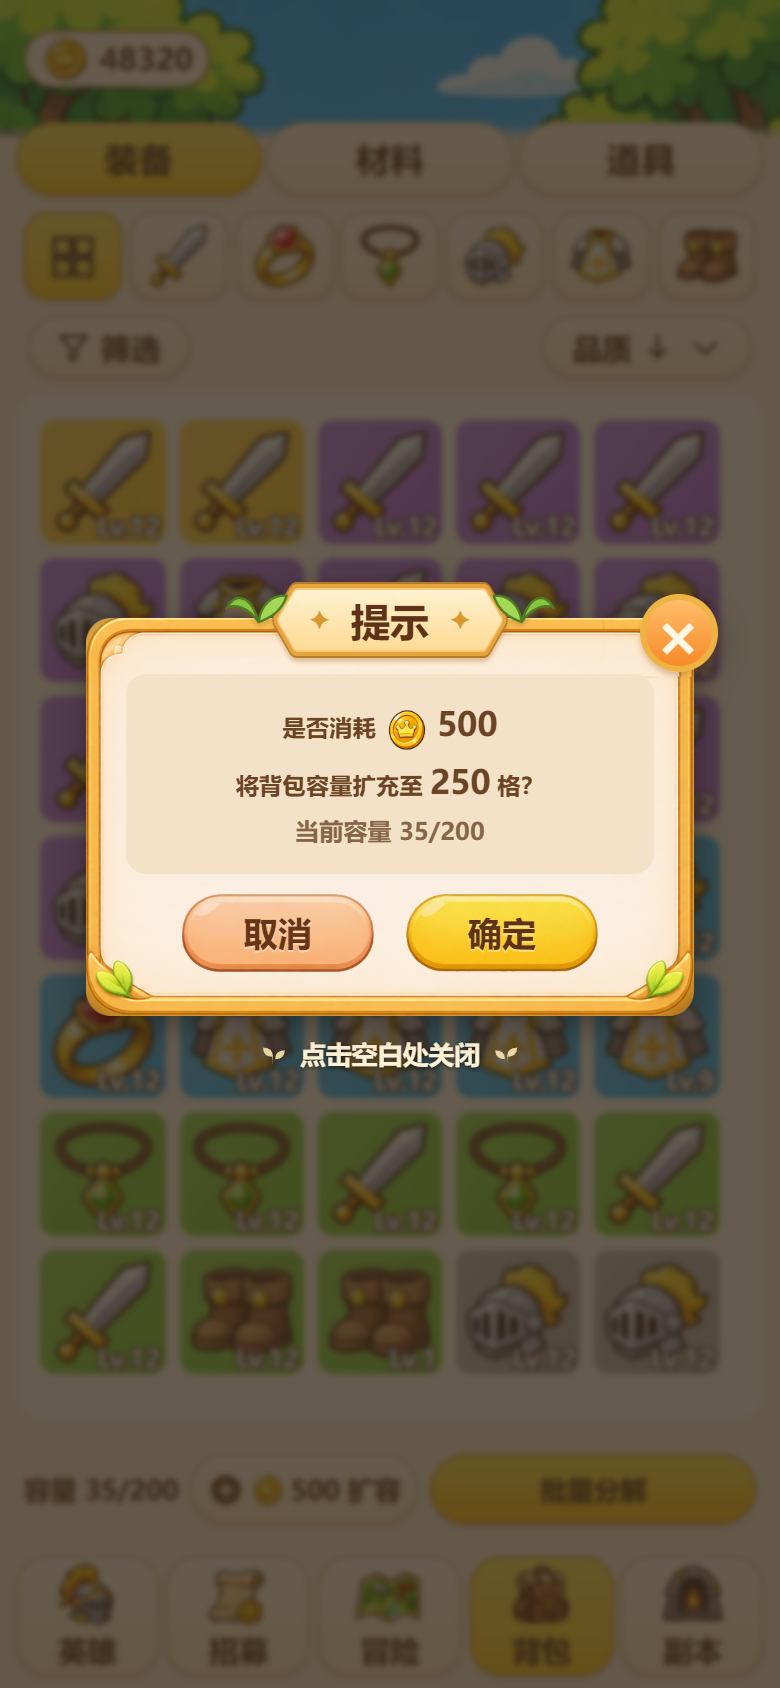 48320
装备 材料 道具
筛选 品质
Lv.12 Lv.12 Lv.12 Lv.12 Lv.12
提示
是否消耗 500
将背包容量扩充至 250 格?
当前容量 35/200
取消 确定
点击空白处关闭
Lv.12 Lv.12 Lv.12 Lv.12 Lv.9
Lv.12 Lv.12 Lv.12 Lv.12 Lv.12
Lv.12 Lv.12 Lv.1 Lv.12 Lv.12
容量 35/200 500 扩容 批量分解
英雄 招募 冒险 背包 副本